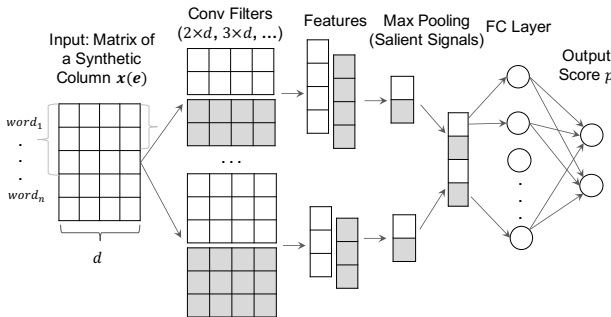 Input: Matrix of
a Synthetic
Column x(e)
Conv Filters
(2×d, 3×d, ...)
Features
Max Pooling
(Salient Signals)
FC Layer
Output
Score p
word1
.
.
.
wordn
d
...
. . .